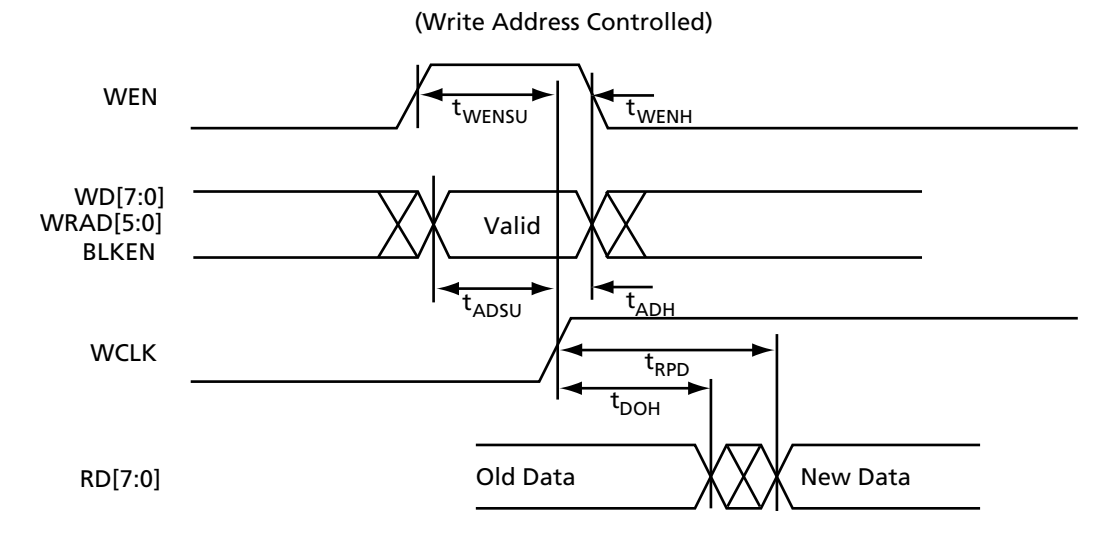 (Write Address Controlled)
WEN
tWENSU
tWENH
WD[7:0]
WRAD[5:0]
BLKEN
Valid
tADSU
tADH
WCLK
tRPD
tDOH
RD[7:0]
Old Data
New Data